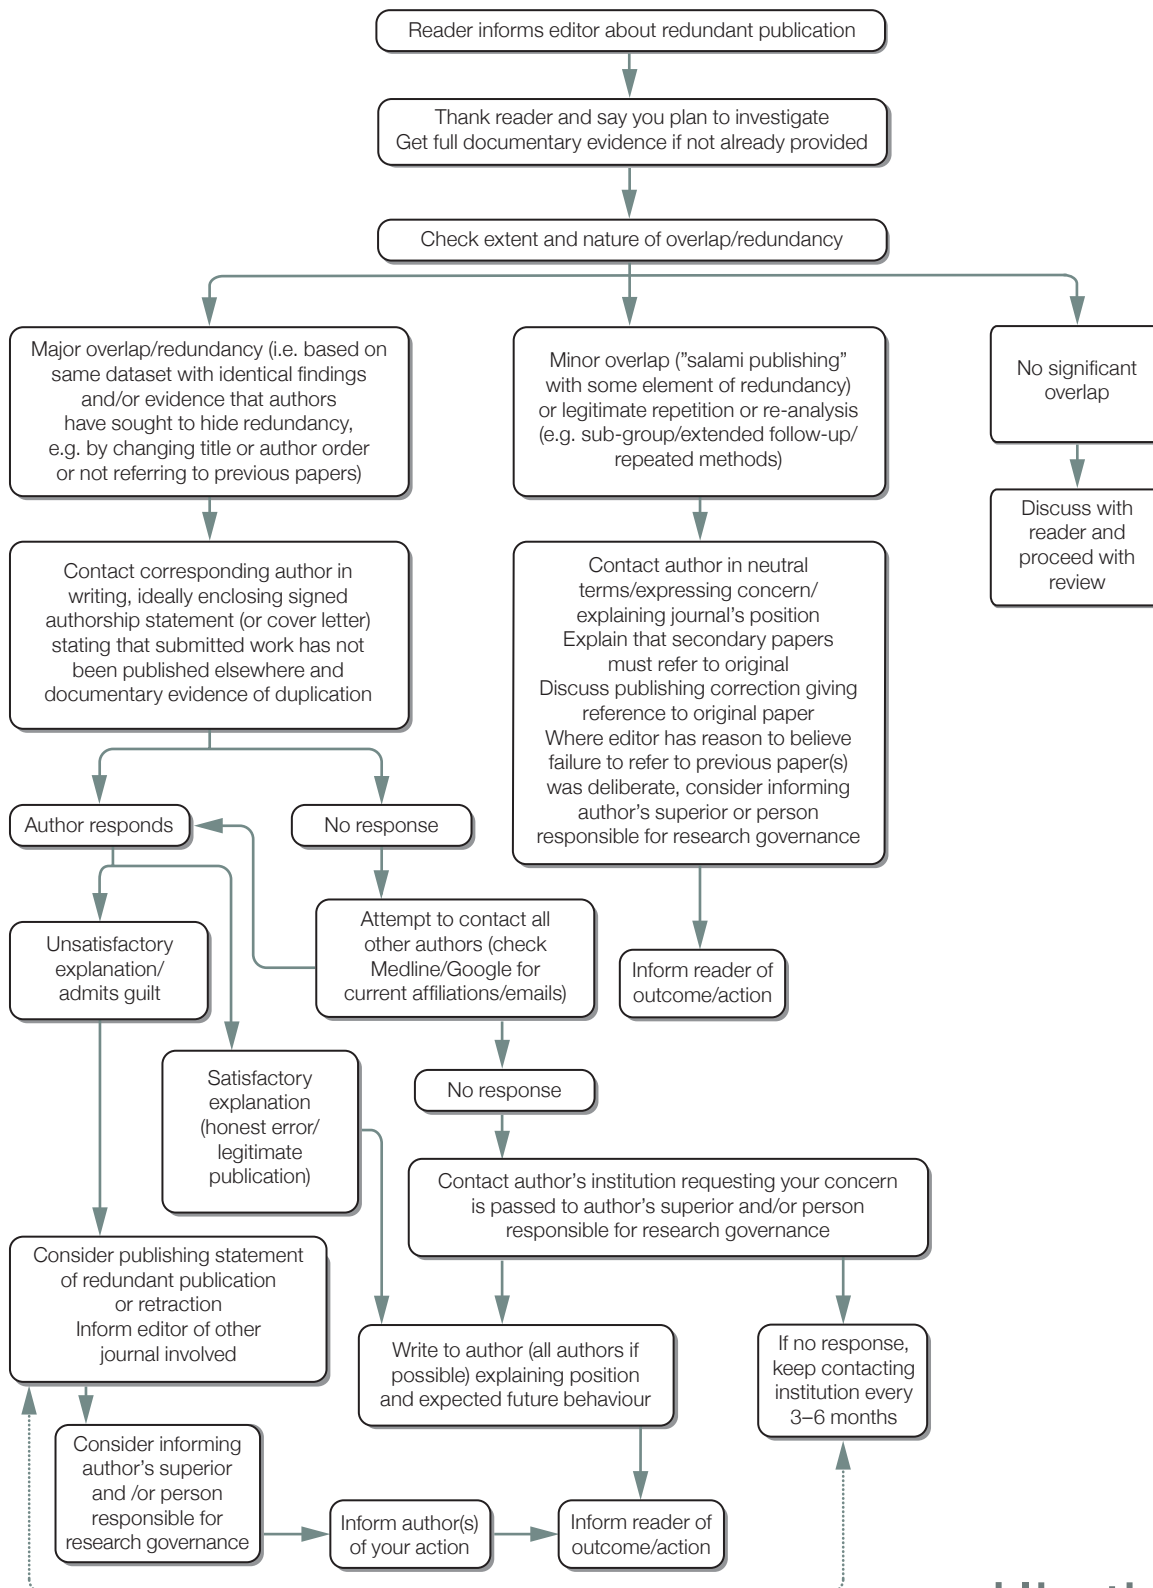 Reader informs editor about redundant publication
Thank reader and say you plan to investigate
Get full documentary evidence if not already provided
Check extent and nature of overlap/redundancy
Major overlap/redundancy (i.e. based on
same dataset with identical findings
and/or evidence that authors
have sought to hide redundancy,
e.g. by changing title or author order
or not referring to previous papers)
Minor overlap (”salami publishing”
with some element of redundancy)
or legitimate repetition or re-analysis
(e.g. sub-group/extended follow-up/
repeated methods)
No significant
overlap
Discuss with
reader and
proceed with
review
Contact corresponding author in
writing, ideally enclosing signed
authorship statement (or cover letter)
stating that submitted work has not
been published elsewhere and
documentary evidence of duplication
Contact author in neutral
terms/expressing concern/
explaining journal’s position
Explain that secondary papers
must refer to original
Discuss publishing correction giving
reference to original paper
Where editor has reason to believe
failure to refer to previous paper(s)
was deliberate, consider informing
author’s superior or person
responsible for research governance
Author responds
No response
Unsatisfactory
explanation/
admits guilt
Attempt to contact all
other authors (check
Medline/Google for
current affiliations/emails)
Inform reader of
outcome/action
Satisfactory
explanation
(honest error/
legitimate
publication)
No response
Contact author’s institution requesting your concern
is passed to author’s superior and/or person
responsible for research governance
Consider publishing statement
of redundant publication
or retraction
Inform editor of other
journal involved
Write to author (all authors if
possible) explaining position
and expected future behaviour
If no response,
keep contacting
institution every
3–6 months
Consider informing
author’s superior
and /or person
responsible for
research governance
Inform author(s)
of your action
Inform reader of
outcome/action